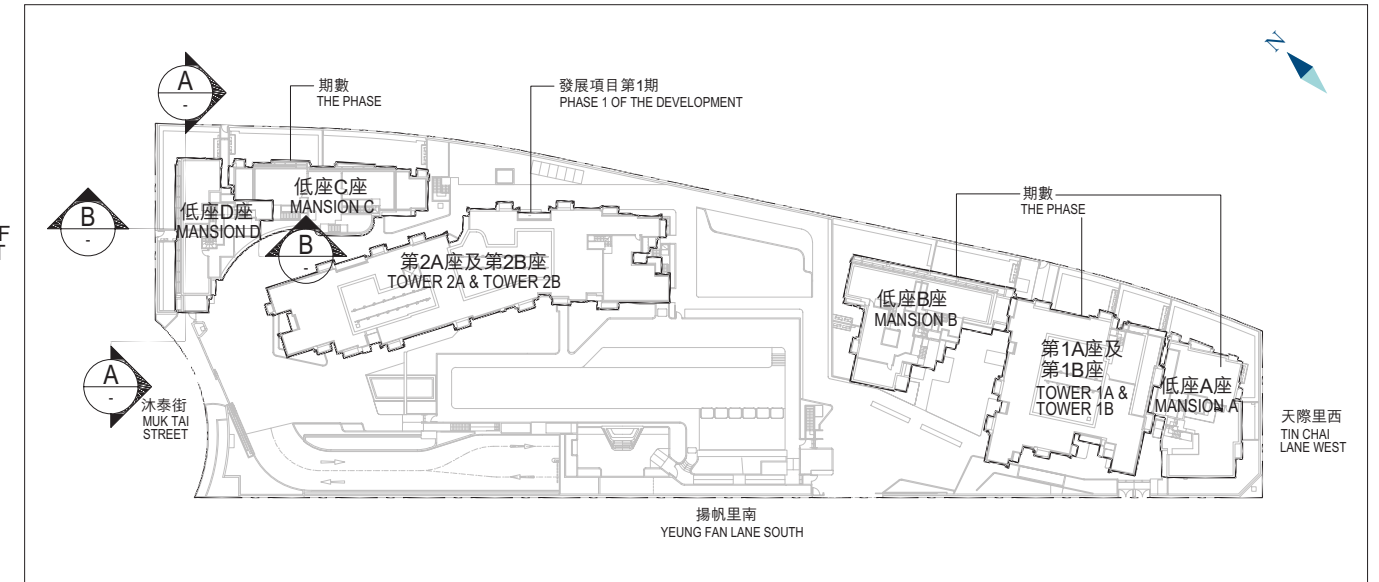 N
A
-
期數
THE PHASE
發展項目第1期
PHASE 1 OF THE DEVELOPMENT
低座C座
MANSION C
低座D座
MANSION D
B
-
B
-
第2A座及第2B座
TOWER 2A & TOWER 2B
期數
THE PHASE
低座B座
MANSION B
第1A座及
第1B座
TOWER 1A &
TOWER 1B
低座A座
MANSION A
A
-
沐泰街
MUK TAI
STREET
天際里西
TIN CHAI
LANE WEST
揚帆里南
YEUNG FAN LANE SOUTH